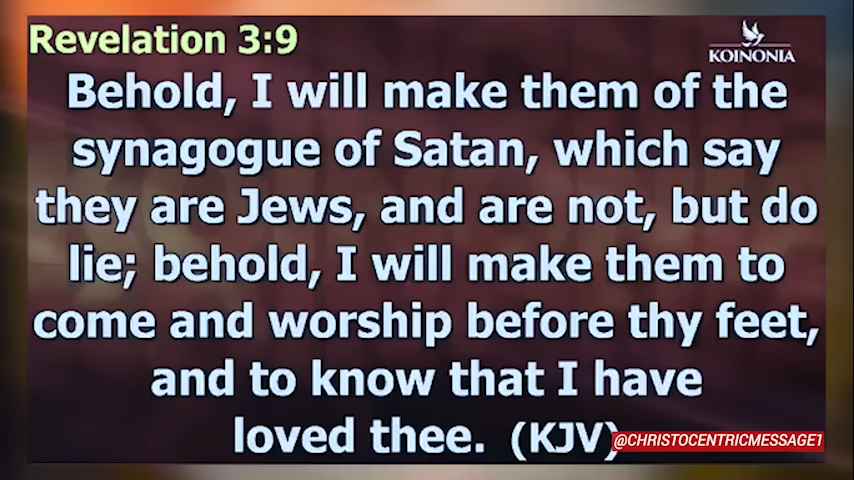 Revelation 3:9
KOINONIA
Behold, I will make them of the
synagogue of Satan, which say
they are Jews, and are not, but do
lie; behold, I will make them to
come and worship before thy feet,
and to know that I have
loved thee. (KJV)
@CHRISTOCENTRICMESSAGE1